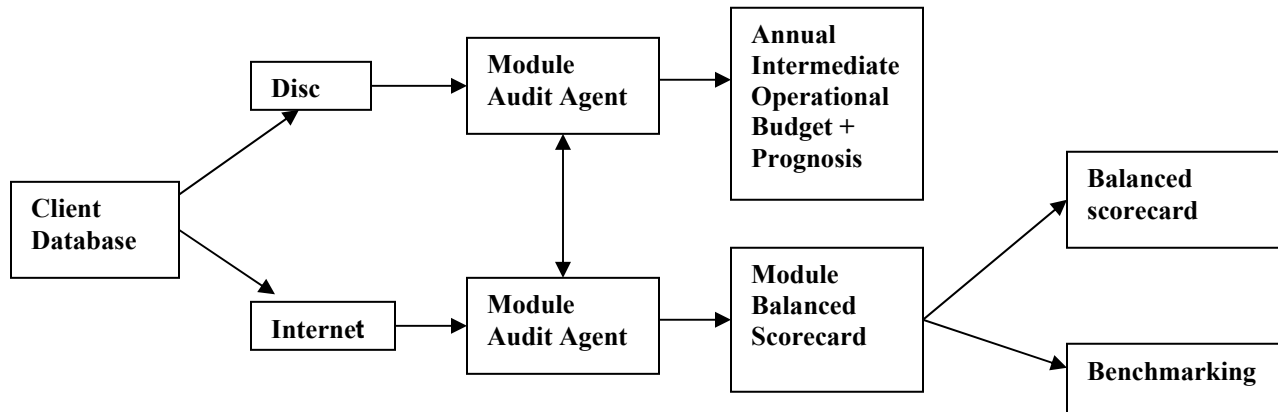 Client
Database
Disc
Internet
Module
Audit Agent
Module
Audit Agent
Annual
Intermediate
Operational
Budget +
Prognosis
Module
Balanced
Scorecard
Balanced
scorecard
Benchmarking